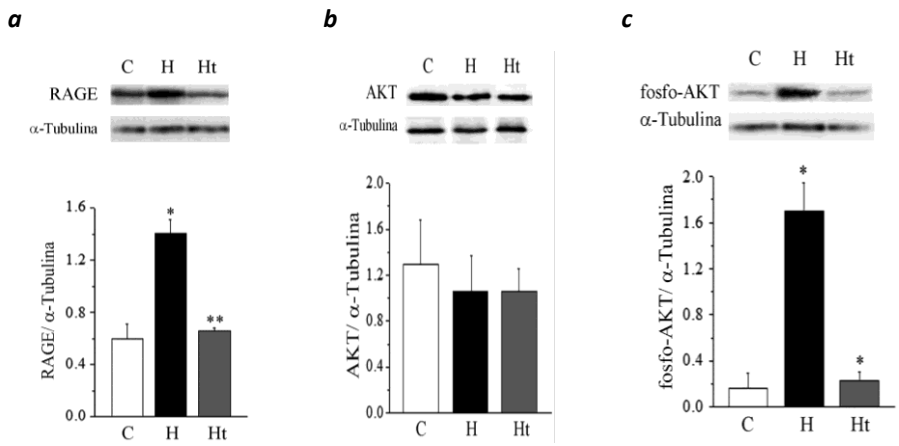 a
C H Ht
RAGE
α-Tubulina
1.6
1.2
0.8
0.4
0.0
RAGE/ α-Tubulina
*
**
C H Ht
b
C H Ht
AKT
α-Tubulina
2.0
1.6
1.2
0.8
0.4
0.0
AKT/ α-Tubulina
C H Ht
c
C H Ht
fosfo-AKT
α-Tubulina
2.0
1.6
1.2
0.8
0.4
0.0
fosfo-AKT/ α-Tubulina
*
*
C H Ht